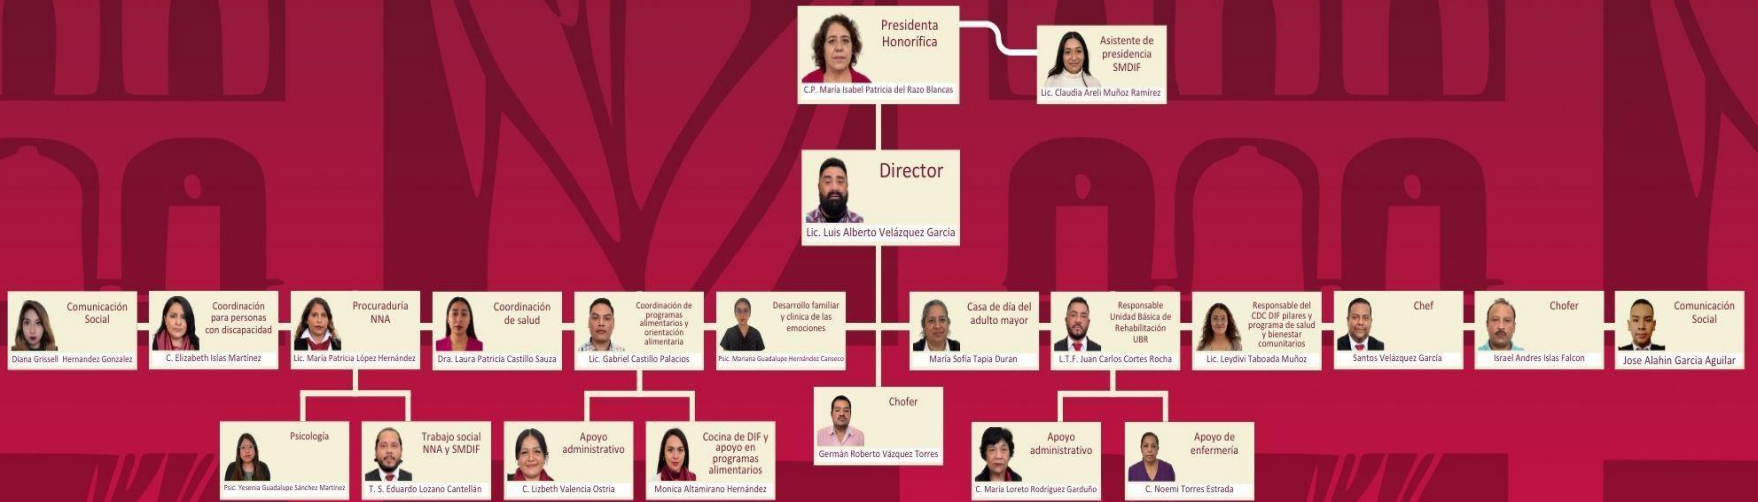 Presidenta
Honorífica
C.P. María Isabel Patricia del Razo Blancas
Asistente de
presidencia
SMDIF
Lic. Claudia Areli Muñoz Ramírez
Director
Lic. Luis Alberto Velázquez García
Comunicación
Social
Diana Grissell Hernandez Gonzalez
Coordinación
para personas
con discapacidad
C. Elizabeth Islas Martínez
Procuraduría
NNA
Lic. María Patricia López Hernández
Coordinación
de salud
Dra. Laura Patricia Castillo Sauza
Coordinación de
programas
alimentarios y
orientación
alimentaria
Lic. Gabriel Castillo Palacios
Desarrollo familiar
y clinica de las
emociones
Psic. Mariana Guadalupe Hernández Canseco
Casa de día del
adulto mayor
María Sofía Tapia Duran
Responsable
Unidad Básica de
Rehabilitación
UBR
L.T.F. Juan Carlos Cortes Rocha
Responsable del
CDC DIF pilares y
programa de salud
y bienestar
comunitarios
Lic. Leydivi Taboada Muñoz
Chef
Santos Velázquez García
Chofer
Israel Andres Islas Falcon
Comunicación
Social
Jose Alahin Garcia Aguilar
Psicología
Psic. Yesenia Guadalupe Sánchez Martínez
Trabajo social
NNA y SMDIF
T. S. Eduardo Lozano Cantellán
Apoyo
administrativo
C. Lizbeth Valencia Ostria
Cocina de DIF y
apoyo en
programas
alimentarios
Monica Altamirano Hernández
Chofer
Germán Roberto Vázquez Torres
Apoyo
administrativo
C. María Loreto Rodríguez Garduño
Apoyo de
enfermería
C. Noemi Torres Estrada